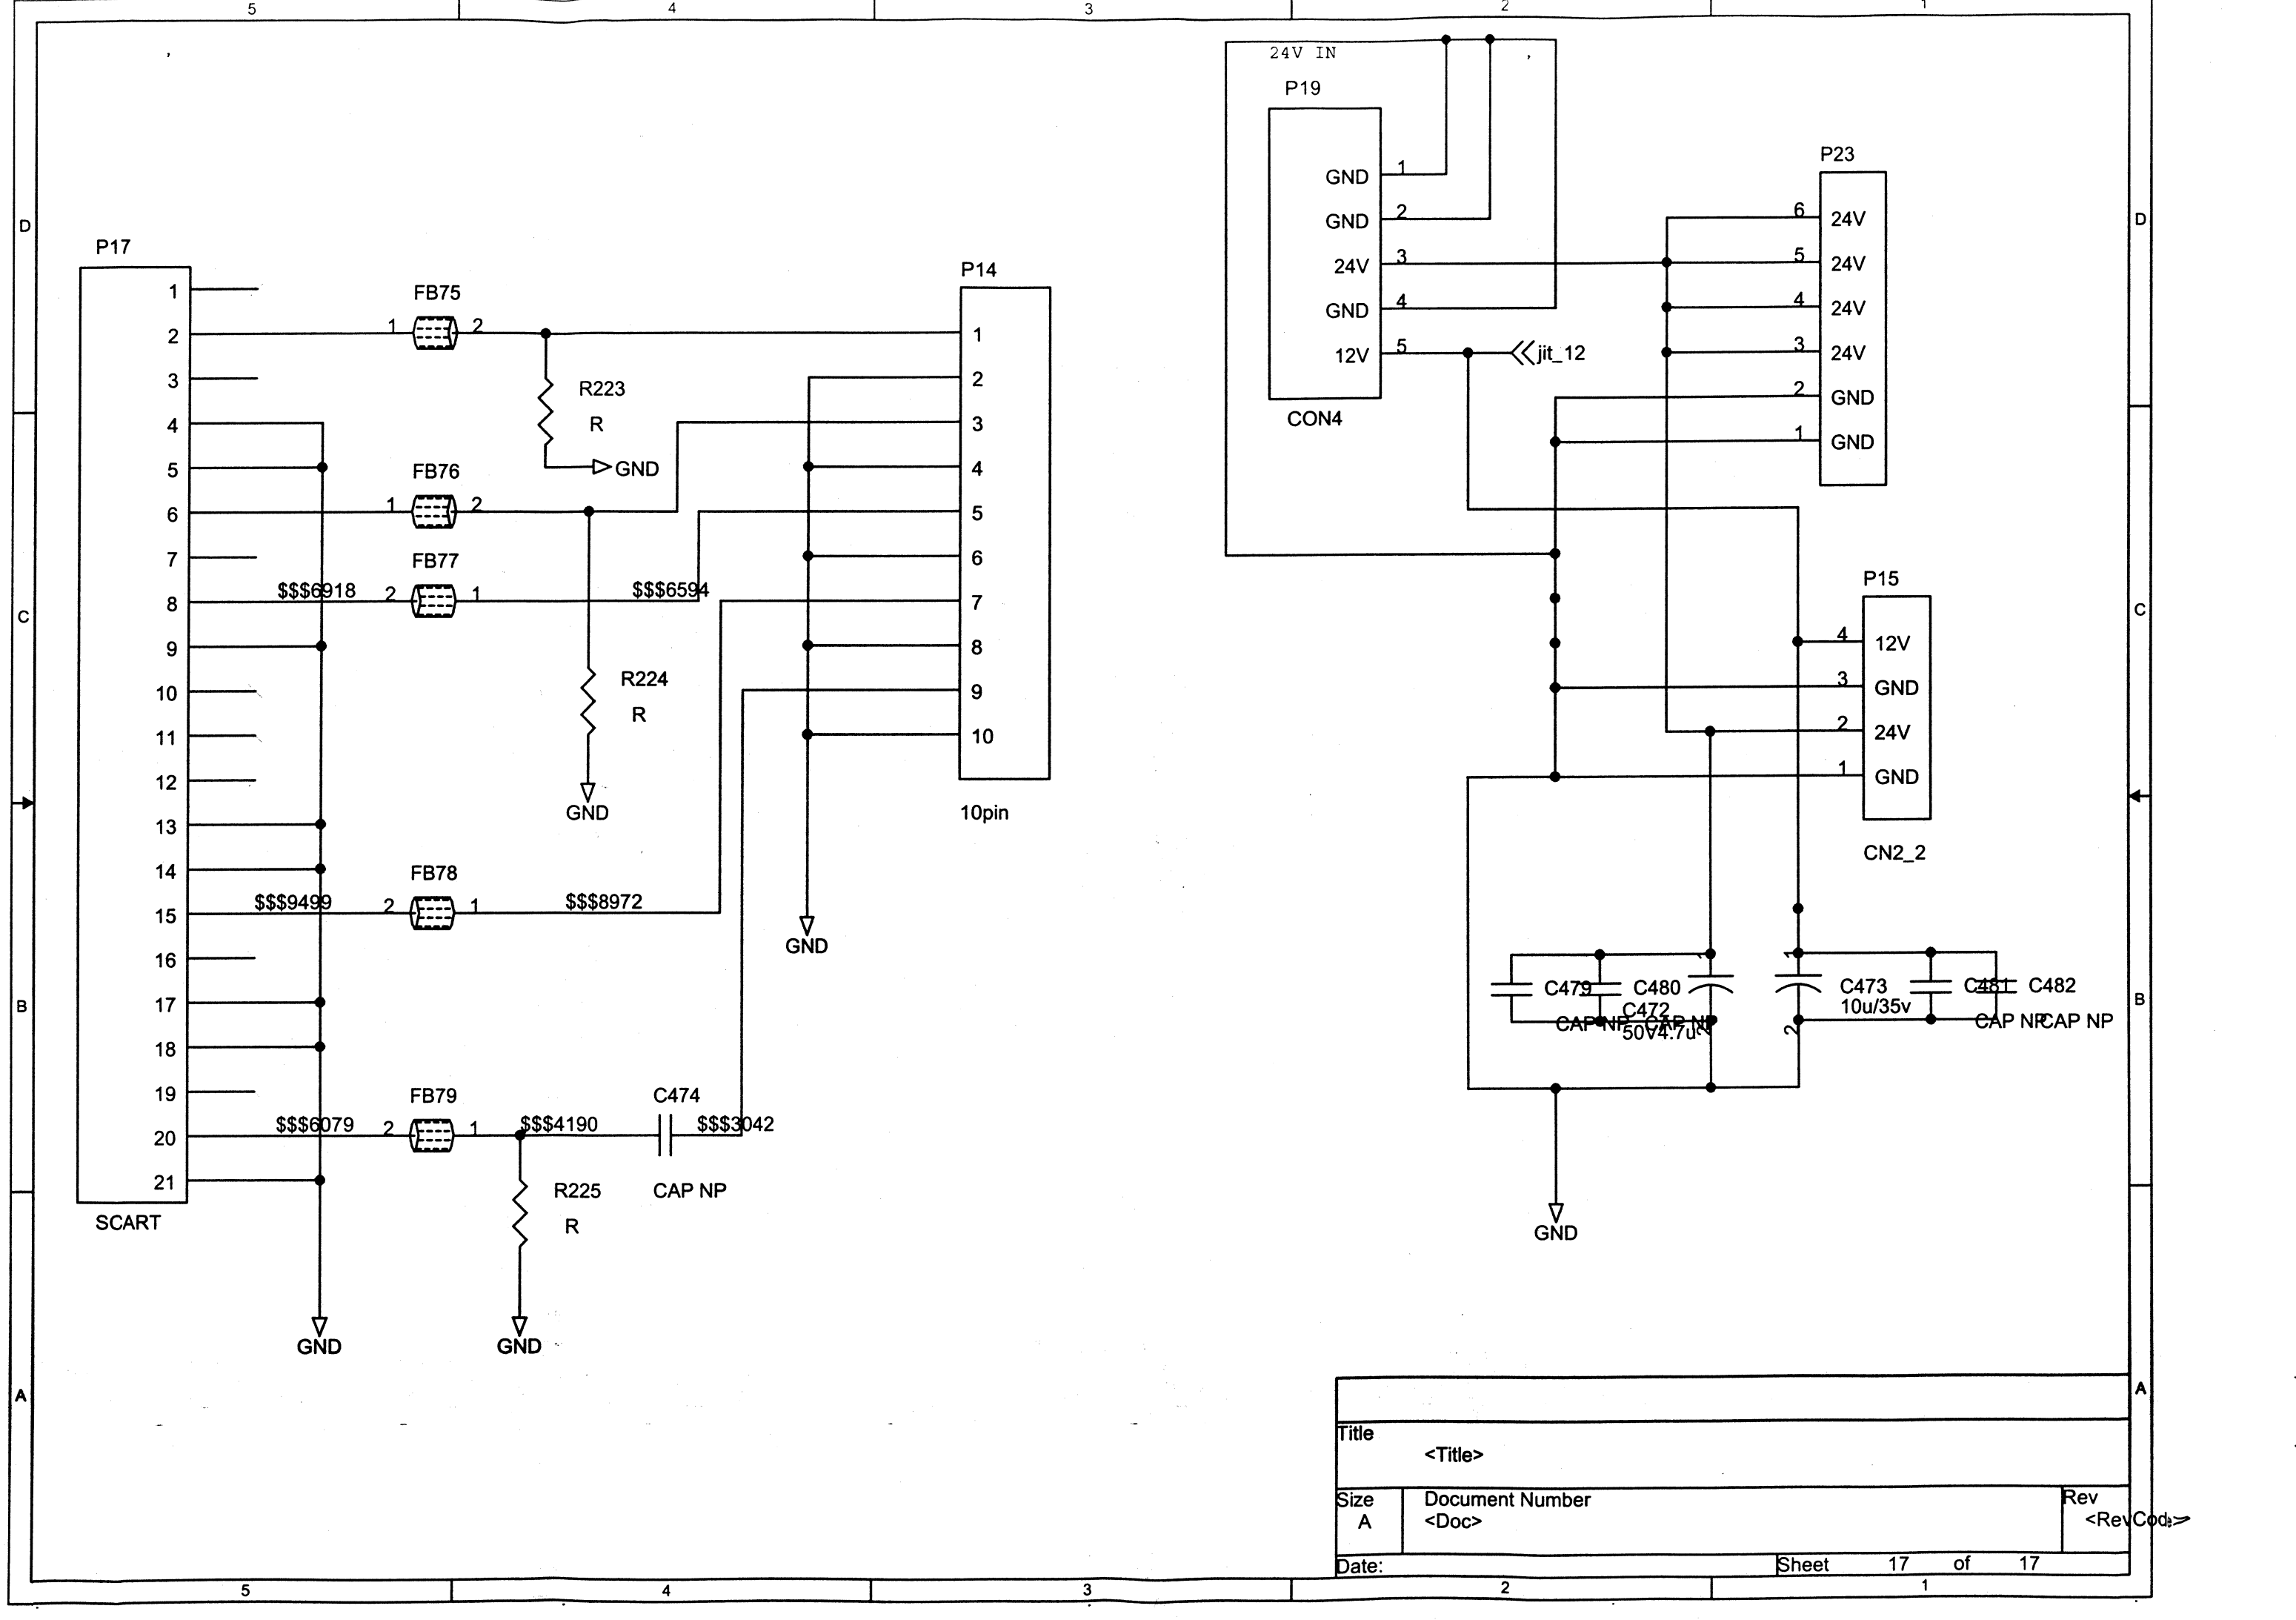 5 4 3 2 1
24V IN
P19
GND 1
GND 2
24V 3
GND 4
12V 5
CON4
jit_12
P23
6 24V
5 24V
4 24V
3 24V
2 GND
1 GND
P15
4 12V
3 GND
2 24V
1 GND
CN2_2
P17
1
2
3
4
5
6
7
8
9
10
11
12
13
14
15
16
17
18
19
20
21
SCART
FB75
1 2
R223
R
GND
FB76
1 2
FB77
$$$6918 2 1 $$$6594
R224
R
GND
FB78
$$$9499 2 1 $$$8972
FB79
$$$6079 2 1 $$$4190
C474
$$$3042
CAP NP
R225
R
GND
GND
P14
1
2
3
4
5
6
7
8
9
10
10pin
GND
C479 C480
C472
CAP NP CAP NP
50V4.7u
1
2
1
2
C473
10u/35v
C481 C482
CAP NP CAP NP
GND
D
C
B
A
D
C
B
A
Title
<Title>
Size
A
Document Number
<Doc>
Rev
<RevCode>
Date:
Sheet 17 of 17
5 4 3 2 1